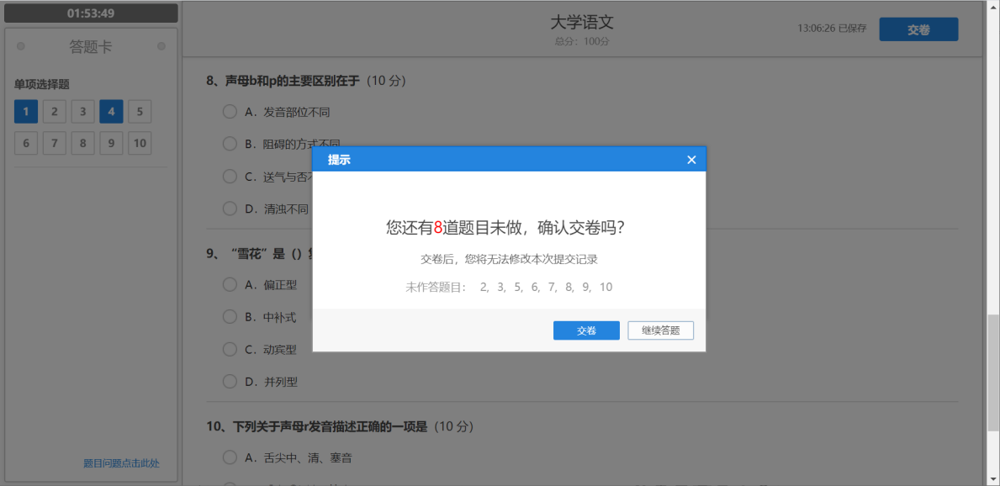 01:53:49
答题卡
单项选择题
1 2 3 4 5
6 7 8 9 10
题目问题点击此处
大学语文
总分：100分
13:06:26 已保存
交卷
8、声母b和p的主要区别在于（10 分）
A. 发音部位不同
B. 阻碍的方式不同
C. 送气与否不
D. 清浊不同
9、“雪花”是（）
A. 偏正型
B. 中补式
C. 动宾型
D. 并列型
10、下列关于声母r发音描述正确的一项是（10 分）
A. 舌尖中、清、塞音
提示
您还有8道题目未做，确认交卷吗？
交卷后，您将无法修改本次提交记录
未作答题目： 2, 3, 5, 6, 7, 8, 9, 10
交卷
继续答题